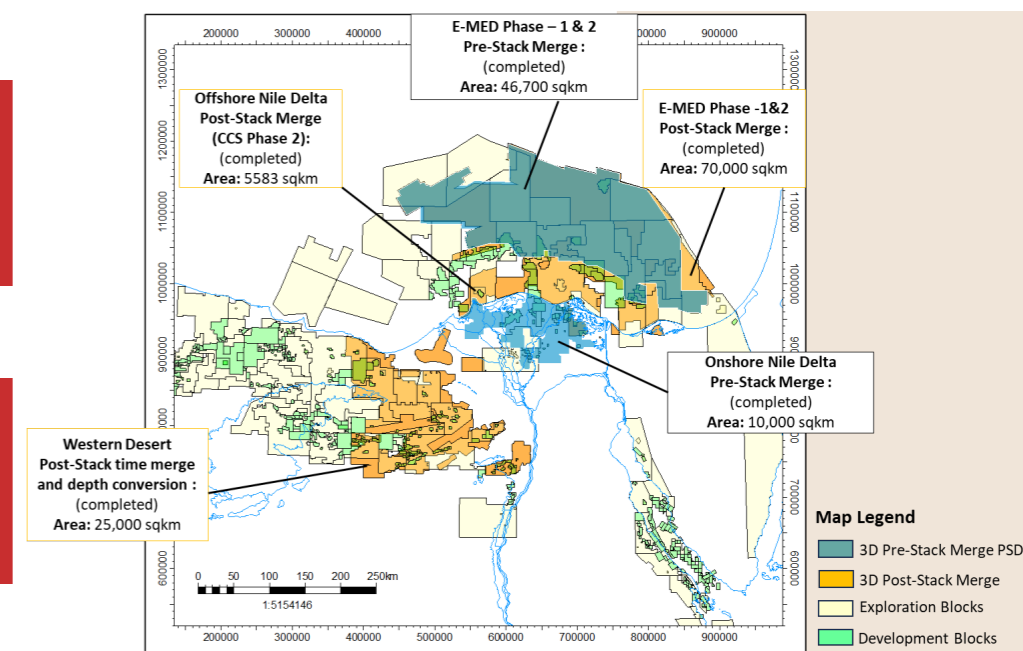 200000 300000 400000
800000 900000
E-MED Phase – 1 & 2
Pre-Stack Merge :
(completed)
Area: 46,700 sqkm
Offshore Nile Delta
Post-Stack Merge
(CCS Phase 2):
(completed)
Area: 5583 sqkm
E-MED Phase -1&2
Post-Stack Merge :
(completed)
Area: 70,000 sqkm
1300000
1200000
1100000
1000000
900000
600000
1100000
1000000
700000
600000
Onshore Nile Delta
Pre-Stack Merge :
(completed)
Area: 10,000 sqkm
Western Desert
Post-Stack time merge
and depth conversion :
(completed)
Area: 25,000 sqkm
0 50 100 150 200 250km
1:5154146
200000 300000 400000 500000 600000 700000 800000 900000
Map Legend
3D Pre-Stack Merge PSD
3D Post-Stack Merge
Exploration Blocks
Development Blocks